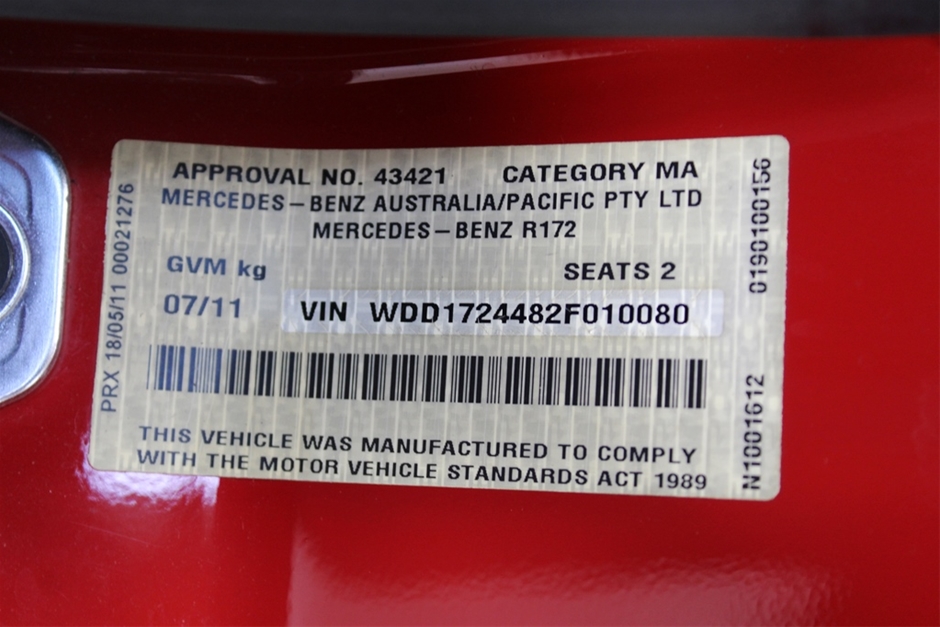 APPROVAL NO. 43421 CATEGORY MA
MERCEDES-BENZ AUSTRALIA/PACIFIC PTY LTD
MERCEDES-BENZ R172
GVM kg SEATS 2
07/11 VIN WDD1724482F010080
THIS VEHICLE WAS MANUFACTURED TO COMPLY
WITH THE MOTOR VEHICLE STANDARDS ACT 1989
PRX 18/05/11 00021276
N1001612 0190100156